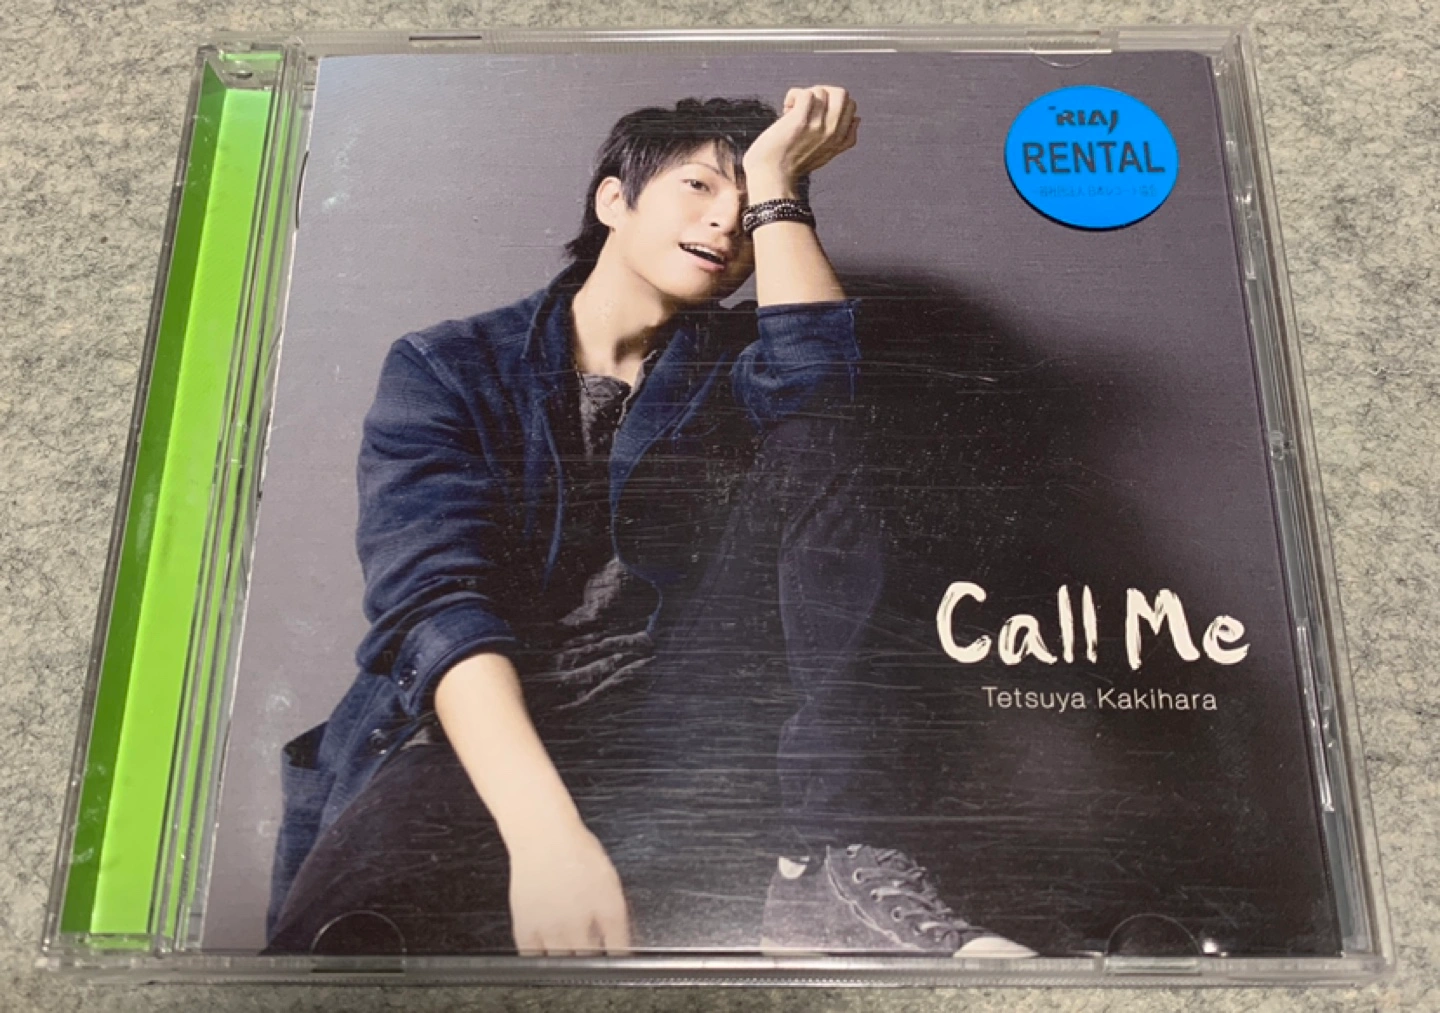 RIAJ
RENTAL
Call Me
Tetsuya Kakihara